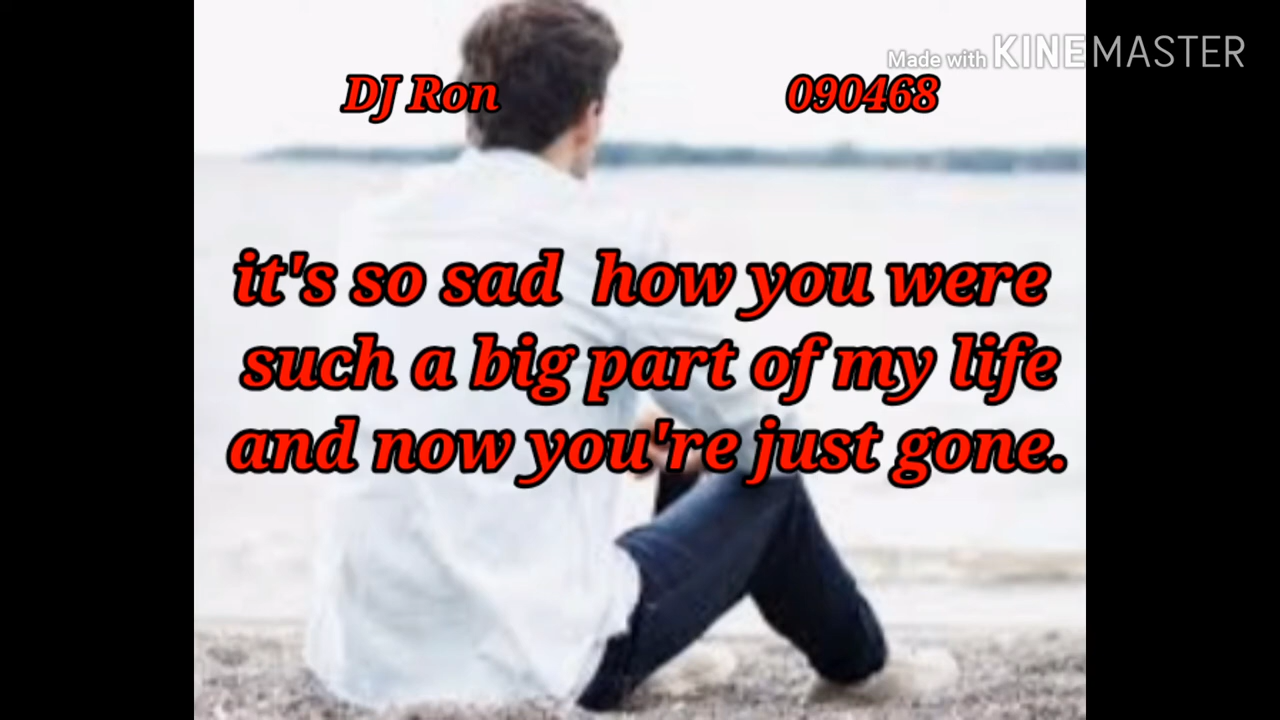 Made with KINEMASTER
DJ Ron 090468
it's so sad how you were
such a big part of my life
and now you're just gone.